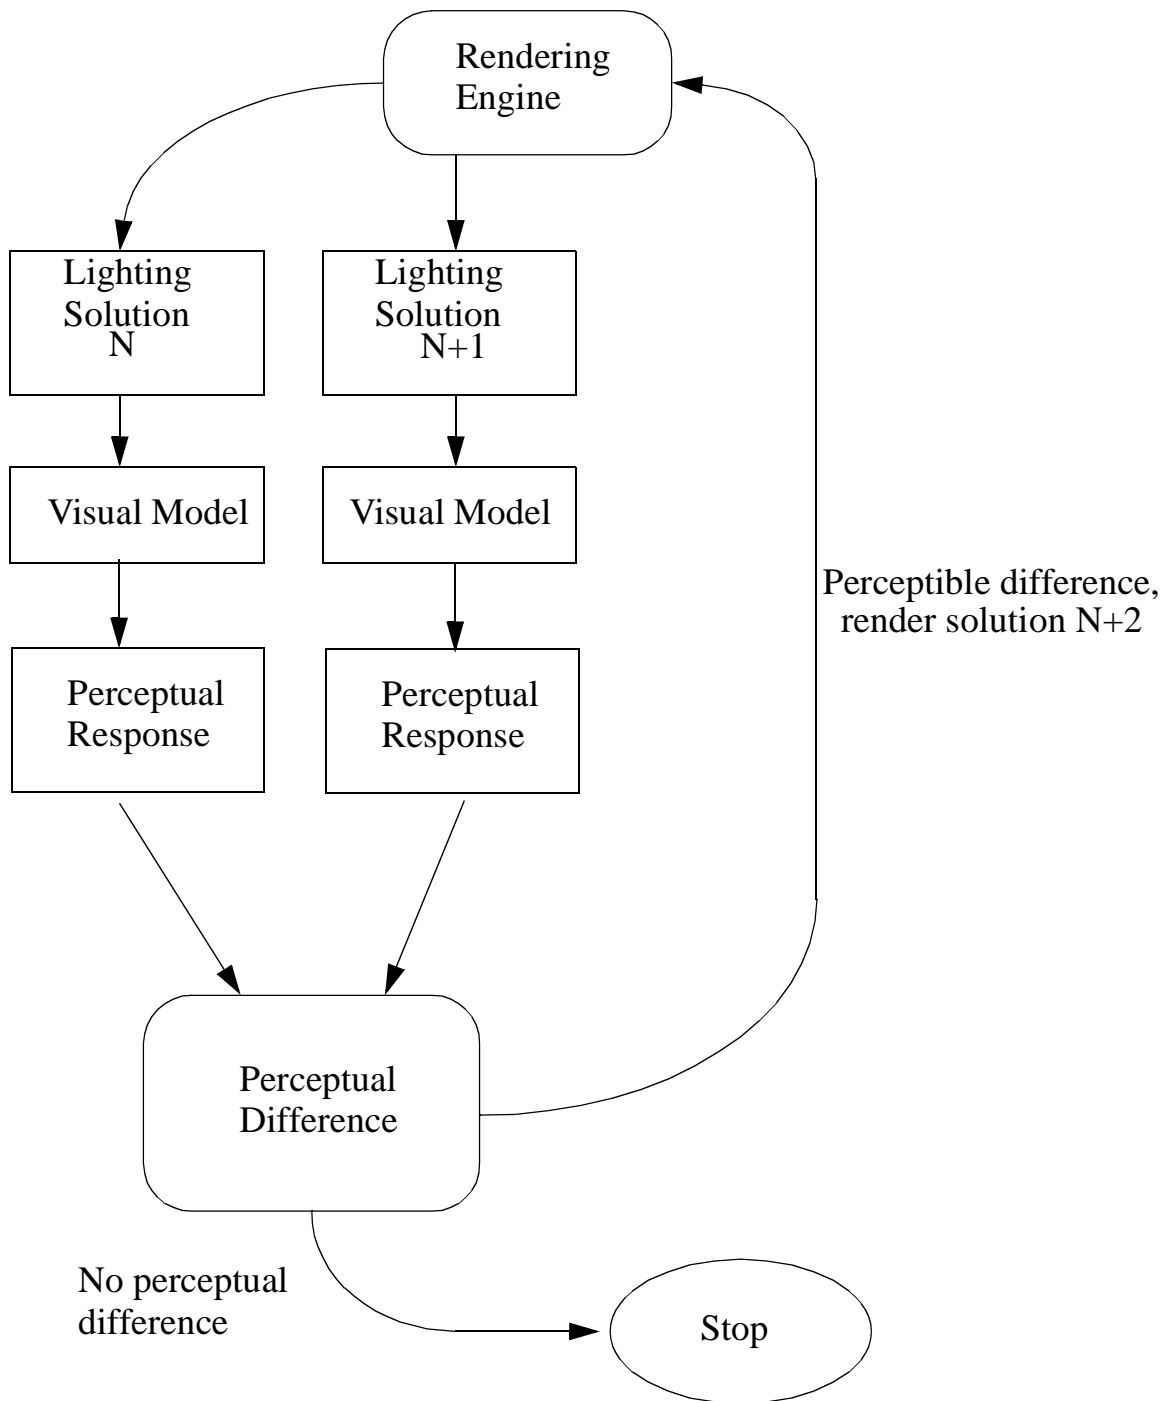 Rendering
Engine
Lighting
Solution
N
Lighting
Solution
N+1
Visual Model
Visual Model
Perceptible difference,
render solution N+2
Perceptual
Response
Perceptual
Response
Perceptual
Difference
No perceptual
difference
Stop